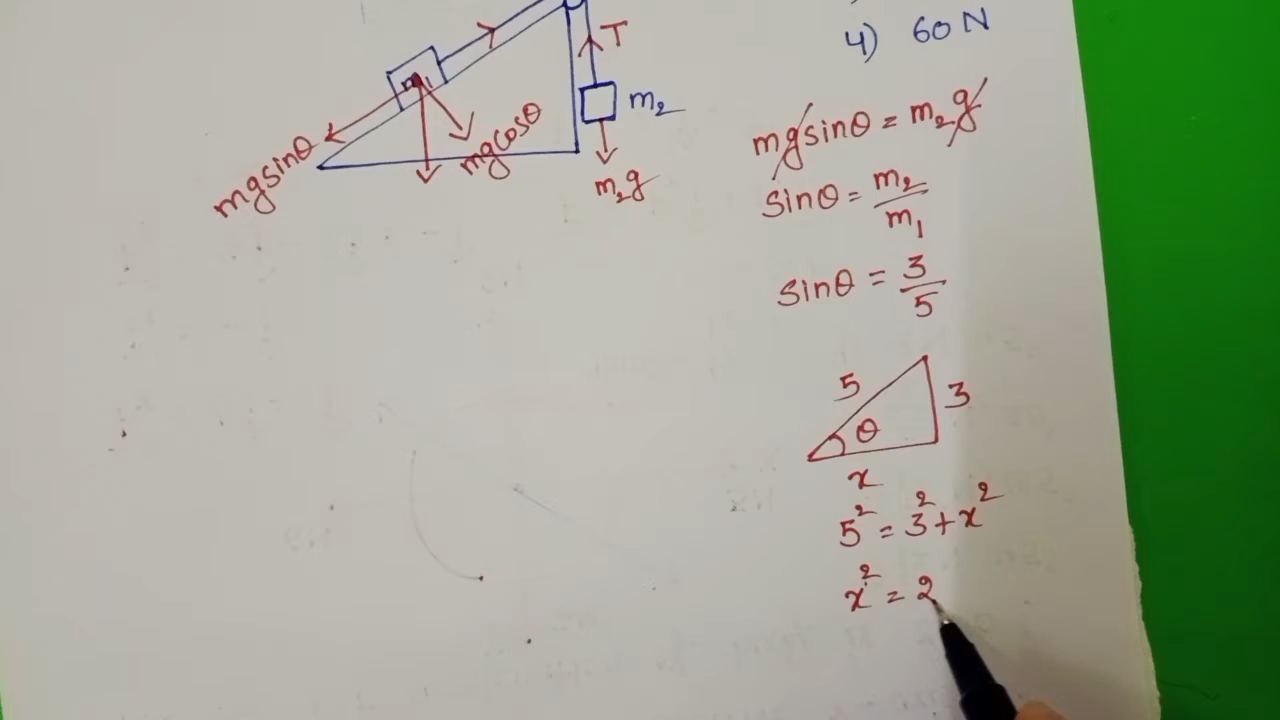 4) 60 N
T
m₁
m₂
mgsinθ
mgcosθ
m₂g
mgsinθ = m₂g
sinθ = m₂/m₁
sinθ = 3/5
5
3
θ
x
5² = 3² + x²
x² = 2